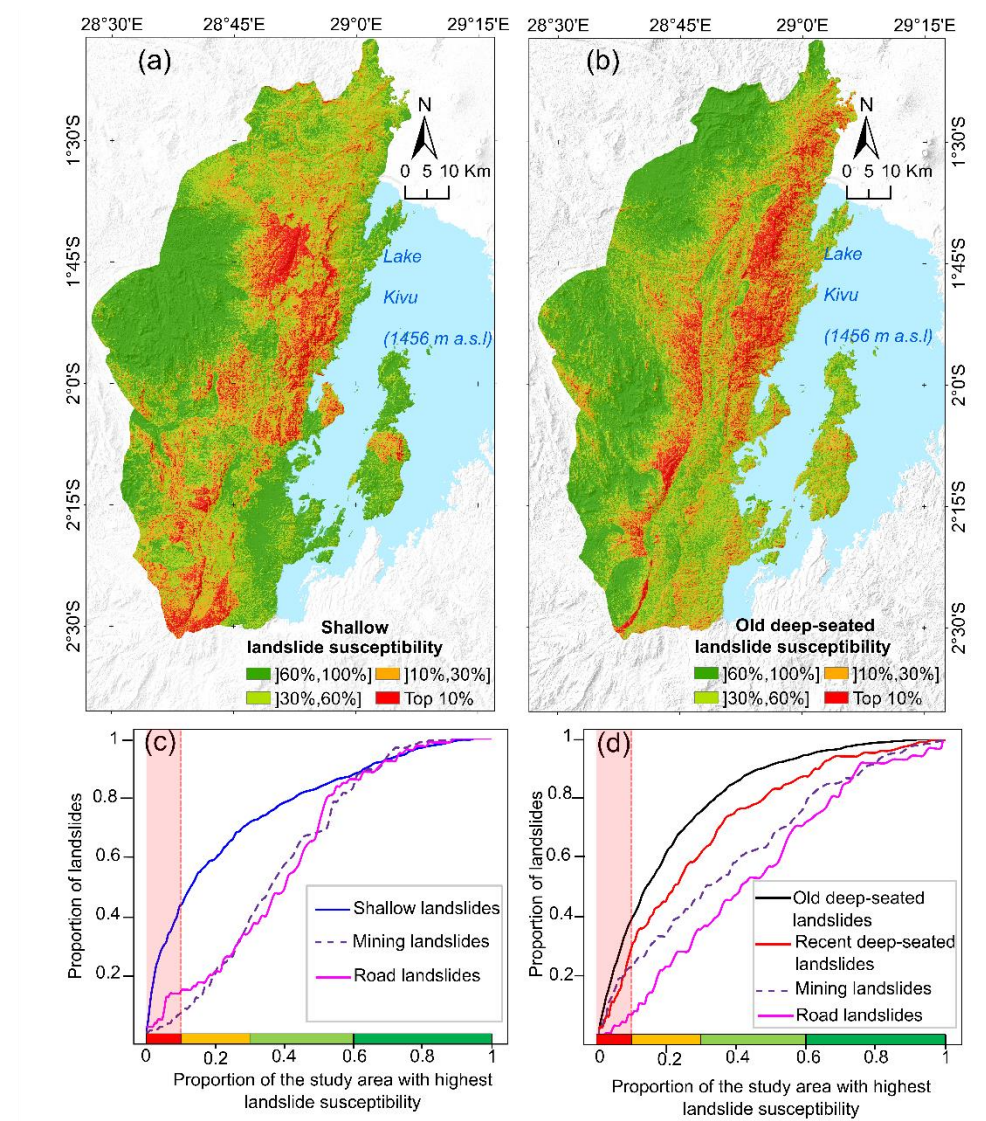 28°30'E 28°45'E 29°0'E 29°15'E
28°30'E 28°45'E 29°0'E 29°15'E
(a)
N
0 5 10 Km
1°30'S
1°45'S
2°0'S
2°15'S
2°30'S
Lake
Kivu
(1456 m a.s.l)
Shallow
landslide susceptibility
]60%,100%] ]10%,30%]
]30%,60%] Top 10%
(b)
N
0 5 10 Km
1°30'S
1°45'S
2°0'S
2°15'S
2°30'S
Lake
Kivu
(1456 m a.s.l)
Old deep-seated
landslide susceptibility
]60%,100%] ]10%,30%]
]30%,60%] Top 10%
(c)
Proportion of landslides
1
0.8
0.6
0.4
0.2
Shallow landslides
Mining landslides
Road landslides
0 0.2 0.4 0.6 0.8 1
Proportion of the study area with highest
landslide susceptibility
(d)
Proportion of landslides
1
0.8
0.6
0.4
0.2
Old deep-seated
landslides
Recent deep-seated
landslides
Mining landslides
Road landslides
0 0.2 0.4 0.6 0.8 1
Proportion of the study area with highest
landslide susceptibility